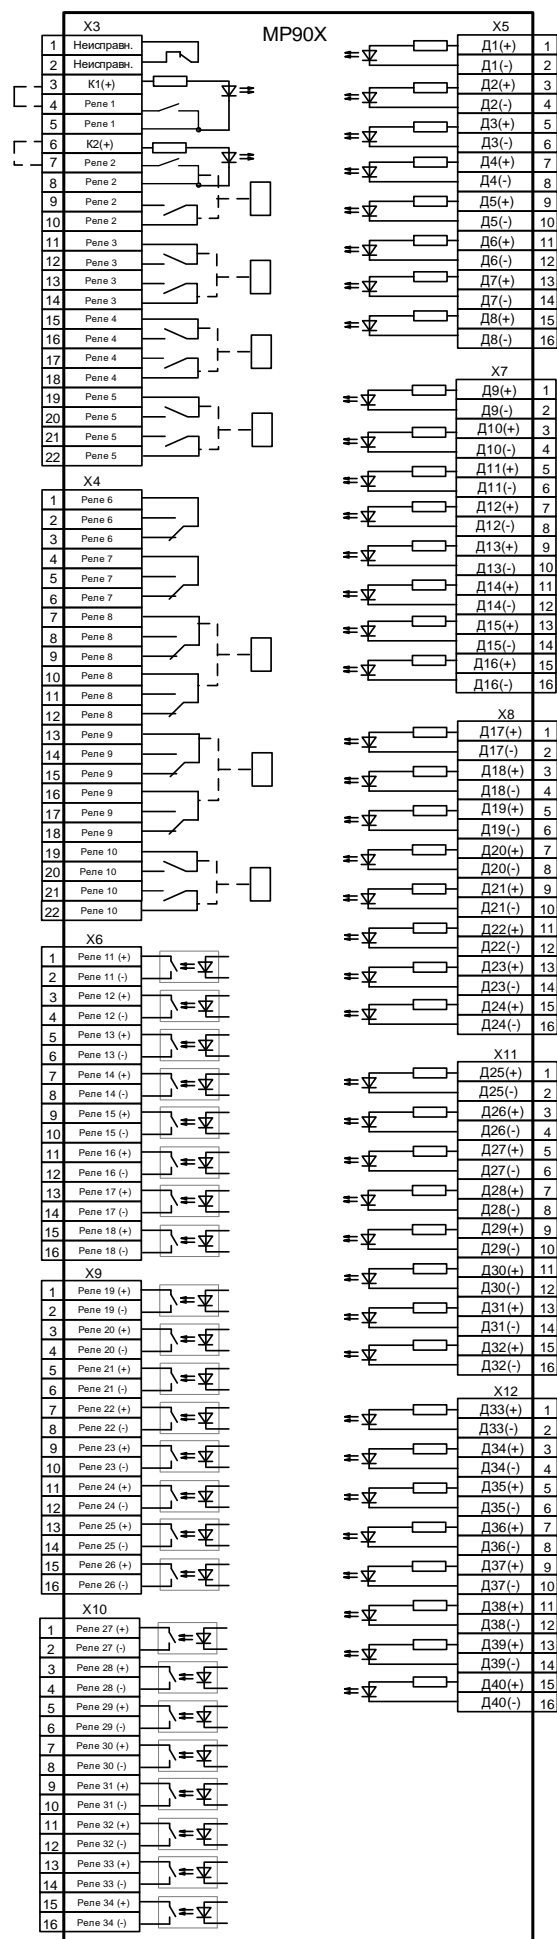 МР90Х
X3
1 Неисправн.
2 Неисправн.
3 К1(+)
4 Реле 1
5 Реле 1
6 К2(+)
7 Реле 2
8 Реле 2
9 Реле 2
10 Реле 2
11 Реле 3
12 Реле 3
13 Реле 3
14 Реле 3
15 Реле 4
16 Реле 4
17 Реле 4
18 Реле 4
19 Реле 5
20 Реле 5
21 Реле 5
22 Реле 5
X4
1 Реле 6
2 Реле 6
3 Реле 6
4 Реле 7
5 Реле 7
6 Реле 7
7 Реле 8
8 Реле 8
9 Реле 8
10 Реле 8
11 Реле 8
12 Реле 8
13 Реле 9
14 Реле 9
15 Реле 9
16 Реле 9
17 Реле 9
18 Реле 9
19 Реле 10
20 Реле 10
21 Реле 10
22 Реле 10
X6
1 Реле 11 (+)
2 Реле 11 (-)
3 Реле 12 (+)
4 Реле 12 (-)
5 Реле 13 (+)
6 Реле 13 (-)
7 Реле 14 (+)
8 Реле 14 (-)
9 Реле 15 (+)
10 Реле 15 (-)
11 Реле 16 (+)
12 Реле 16 (-)
13 Реле 17 (+)
14 Реле 17 (-)
15 Реле 18 (+)
16 Реле 18 (-)
X9
1 Реле 19 (+)
2 Реле 19 (-)
3 Реле 20 (+)
4 Реле 20 (-)
5 Реле 21 (+)
6 Реле 21 (-)
7 Реле 22 (+)
8 Реле 22 (-)
9 Реле 23 (+)
10 Реле 23 (-)
11 Реле 24 (+)
12 Реле 24 (-)
13 Реле 25 (+)
14 Реле 25 (-)
15 Реле 26 (+)
16 Реле 26 (-)
X10
1 Реле 27 (+)
2 Реле 27 (-)
3 Реле 28 (+)
4 Реле 28 (-)
5 Реле 29 (+)
6 Реле 29 (-)
7 Реле 30 (+)
8 Реле 30 (-)
9 Реле 31 (+)
10 Реле 31 (-)
11 Реле 32 (+)
12 Реле 32 (-)
13 Реле 33 (+)
14 Реле 33 (-)
15 Реле 34 (+)
16 Реле 34 (-)
X5
Д1(+) 1
Д1(-) 2
Д2(+) 3
Д2(-) 4
Д3(+) 5
Д3(-) 6
Д4(+) 7
Д4(-) 8
Д5(+) 9
Д5(-) 10
Д6(+) 11
Д6(-) 12
Д7(+) 13
Д7(-) 14
Д8(+) 15
Д8(-) 16
X7
Д9(+) 1
Д9(-) 2
Д10(+) 3
Д10(-) 4
Д11(+) 5
Д11(-) 6
Д12(+) 7
Д12(-) 8
Д13(+) 9
Д13(-) 10
Д14(+) 11
Д14(-) 12
Д15(+) 13
Д15(-) 14
Д16(+) 15
Д16(-) 16
X8
Д17(+) 1
Д17(-) 2
Д18(+) 3
Д18(-) 4
Д19(+) 5
Д19(-) 6
Д20(+) 7
Д20(-) 8
Д21(+) 9
Д21(-) 10
Д22(+) 11
Д22(-) 12
Д23(+) 13
Д23(-) 14
Д24(+) 15
Д24(-) 16
X11
Д25(+) 1
Д25(-) 2
Д26(+) 3
Д26(-) 4
Д27(+) 5
Д27(-) 6
Д28(+) 7
Д28(-) 8
Д29(+) 9
Д29(-) 10
Д30(+) 11
Д30(-) 12
Д31(+) 13
Д31(-) 14
Д32(+) 15
Д32(-) 16
X12
Д33(+) 1
Д33(-) 2
Д34(+) 3
Д34(-) 4
Д35(+) 5
Д35(-) 6
Д36(+) 7
Д36(-) 8
Д37(+) 9
Д37(-) 10
Д38(+) 11
Д38(-) 12
Д39(+) 13
Д39(-) 14
Д40(+) 15
Д40(-) 16